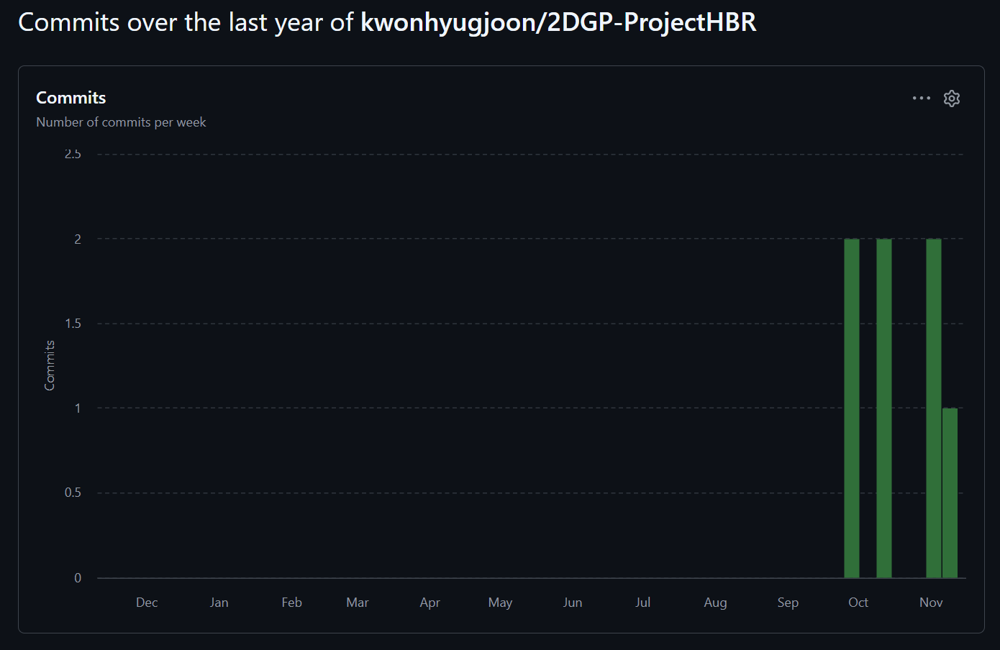 Commits over the last year of kwonhyugjoon/2DGP-ProjectHBR
Commits
Number of commits per week
2.5
2
1.5
1
0.5
0
Commits
Dec Jan Feb Mar Apr May Jun Jul Aug Sep Oct Nov